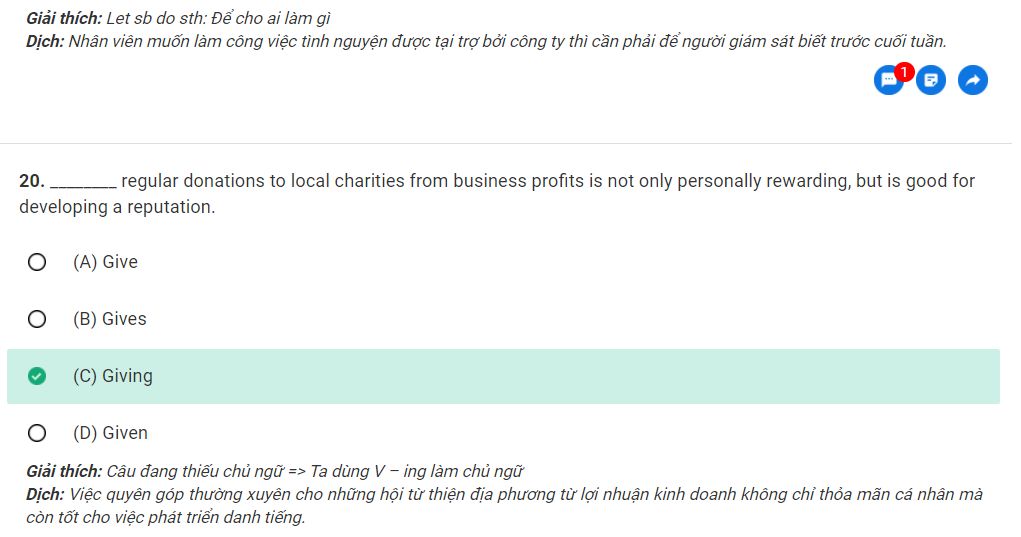 Giải thích: Let sb do sth: Để cho ai làm gì
Dịch: Nhân viên muốn làm công việc tình nguyện được tại trợ bởi công ty thì cần phải để người giám sát biết trước cuối tuần.
1
20. ________ regular donations to local charities from business profits is not only personally rewarding, but is good for
developing a reputation.
(A) Give
(B) Gives
(C) Giving
(D) Given
Giải thích: Câu đang thiếu chủ ngữ => Ta dùng V – ing làm chủ ngữ
Dịch: Việc quyên góp thường xuyên cho những hội từ thiện địa phương từ lợi nhuận kinh doanh không chỉ thỏa mãn cá nhân mà
còn tốt cho việc phát triển danh tiếng.